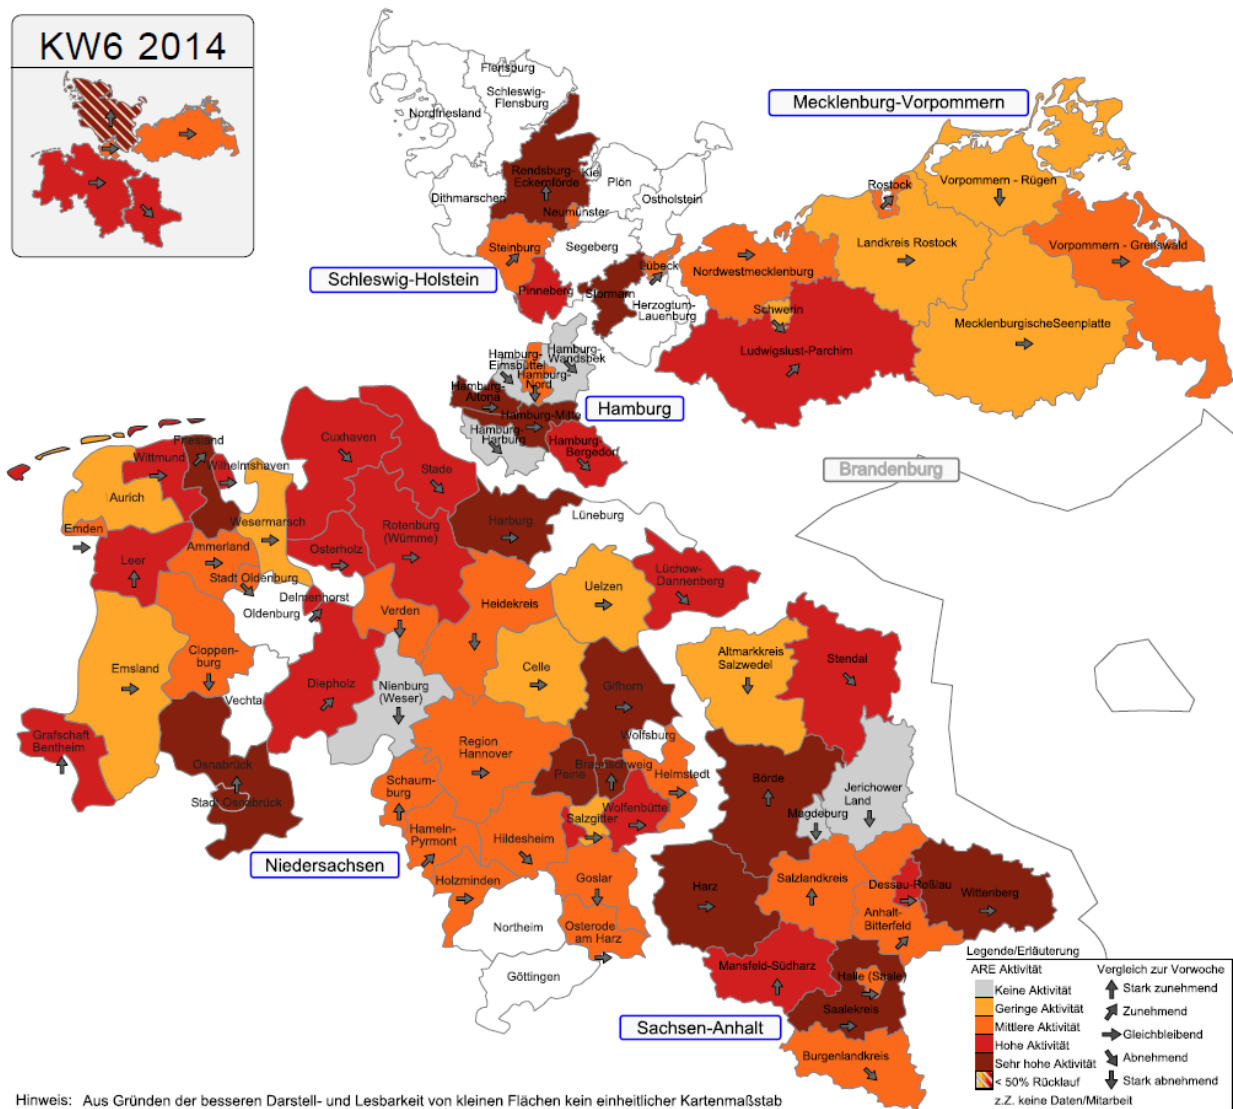 KW6 2014
Flensburg
Schleswig-
Flensburg
Nordfriesland
Mecklenburg-Vorpommern
Rendsburg-
Eckernförde
Kiel
Plön
Dithmarschen
Ostholstein
Neumünster
Rostock
Vorpommern - Rügen
Steinburg
Segeberg
Landkreis Rostock
Vorpommern - Greifswald
Lübeck
Nordwestmecklenburg
Schleswig-Holstein
Pinneberg
Stormarn
Herzogtum-
Lauenburg
Schwerin
MecklenburgischeSeenplatte
Ludwigslust-Parchim
Hamburg-
Eimsbüttel
Hamburg-
Wandsbek
Hamburg-
Nord
Hamburg-
Altona
Hamburg-Mitte
Hamburg
Hamburg-
Harburg
Hamburg-
Bergedorf
Brandenburg
Friesland
Wittmund
Wilhelmshaven
Cuxhaven
Stade
Aurich
Wesermarsch
Harburg
Lüneburg
Emden
Rotenburg
(Wümme)
Leer
Ammerland
Osterholz
Stadt Oldenburg
Lüchow-
Dannenberg
Uelzen
Oldenburg
Delmenhorst
Verden
Heidekreis
Cloppen-
burg
Emsland
Celle
Altmarkkreis
Salzwedel
Stendal
Vechta
Diepholz
Nienburg
(Weser)
Gifhorn
Grafschaft
Bentheim
Region
Hannover
Wolfsburg
Osnabrück
Stadt Osnabrück
Schaum-
burg
Peine
Braunschweig
Helmstedt
Börde
Jerichower
Land
Magdeburg
Salzgitter
Wolfenbüttel
Hameln-
Pyrmont
Hildesheim
Niedersachsen
Holzminden
Goslar
Harz
Salzlandkreis
Dessau-Roßlau
Wittenberg
Northeim
Osterode
am Harz
Anhalt-
Bitterfeld
Göttingen
Mansfeld-Südharz
Halle (Saale)
Saalekreis
Sachsen-Anhalt
Burgenlandkreis
Legende/Erläuterung
ARE Aktivität
Keine Aktivität
Geringe Aktivität
Mittlere Aktivität
Hohe Aktivität
Sehr hohe Aktivität
< 50% Rücklauf
Vergleich zur Vorwoche
Stark zunehmend
Zunehmend
Gleichbleibend
Abnehmend
Stark abnehmend
z.Z. keine Daten/Mitarbeit
Hinweis: Aus Gründen der besseren Darstell- und Lesbarkeit von kleinen Flächen kein einheitlicher Kartenmaßstab